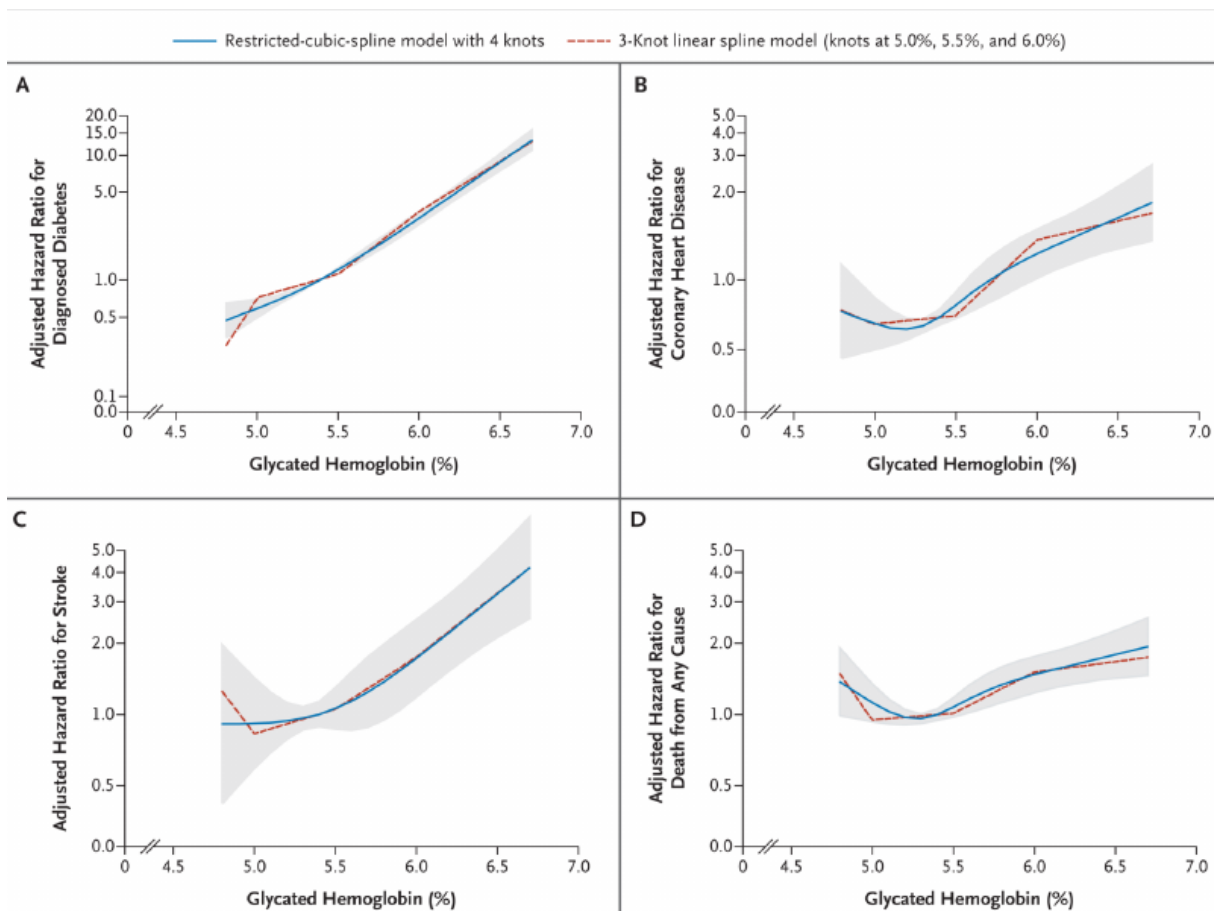 Restricted-cubic-spline model with 4 knots
3-Knot linear spline model (knots at 5.0%, 5.5%, and 6.0%)
A
Adjusted Hazard Ratio for
Diagnosed Diabetes
20.0
15.0
10.0
5.0
1.0
0.5
0.1
0.0
0 4.5 5.0 5.5 6.0 6.5 7.0
Glycated Hemoglobin (%)
B
Adjusted Hazard Ratio for
Coronary Heart Disease
5.0
4.0
3.0
2.0
1.0
0.5
0.0
0 4.5 5.0 5.5 6.0 6.5 7.0
Glycated Hemoglobin (%)
C
Adjusted Hazard Ratio for Stroke
5.0
4.0
3.0
2.0
1.0
0.5
0.0
0 4.5 5.0 5.5 6.0 6.5 7.0
Glycated Hemoglobin (%)
D
Adjusted Hazard Ratio for
Death from Any Cause
5.0
4.0
3.0
2.0
1.0
0.5
0.0
0 4.5 5.0 5.5 6.0 6.5 7.0
Glycated Hemoglobin (%)